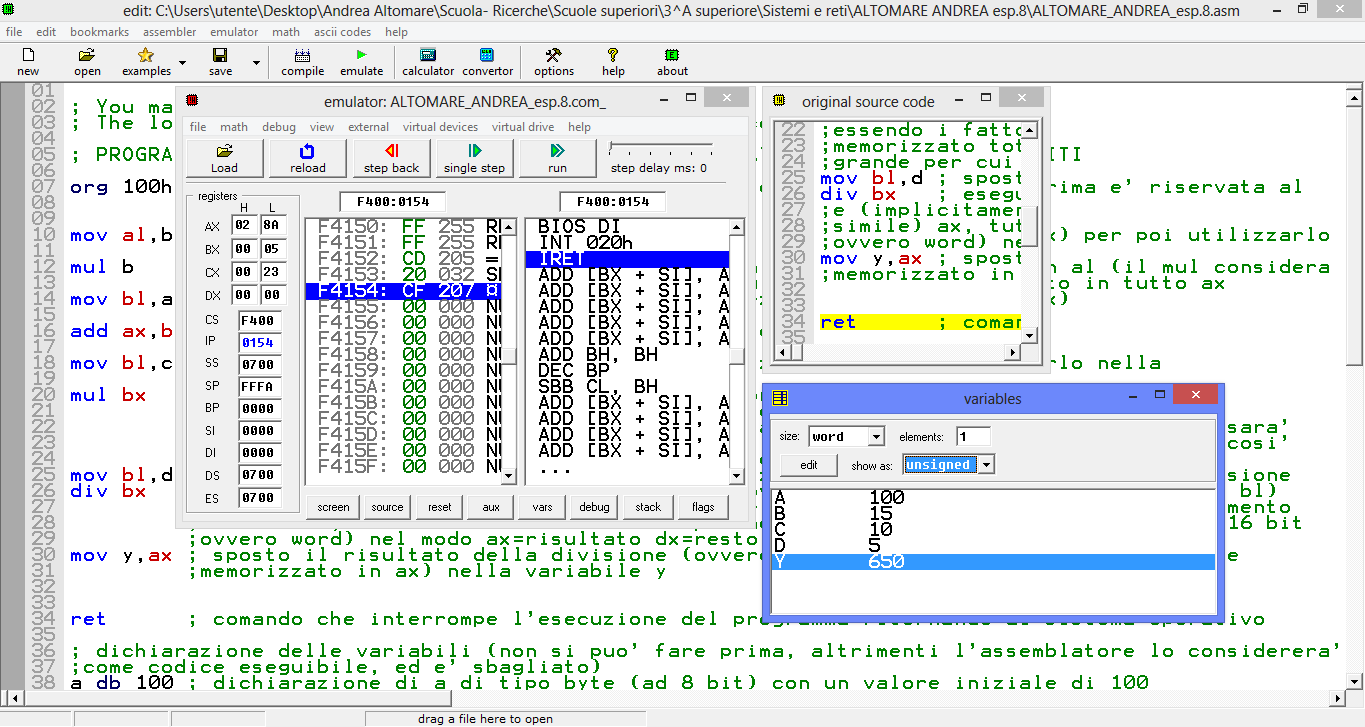 edit: C:\Users\utente\Desktop\Andrea Altomare\Scuola- Ricerche\Scuole superiori\3^A superiore\Sistemi e reti\ALTOMARE ANDREA esp.8\ALTOMARE_ANDREA_esp.8.asm
file edit bookmarks assembler emulator math ascii codes help
new open examples save compile emulate calculator convertor options help about
01
02 ; You ma
03 ; The lo
04
05 ; PROGRA ITI
06
07 org 100h rima e' riservata al
08
09
10 mov al,b x) per poi utilizzarlo
11
12 mul b n al (il mul considera
13 to in tutto ax
14 mov bl,a x)
15
16 add ax,b
17
18 mov bl,c rlo nella
19
20 mul bx
21
22 sara'
23 cosi'
24
25 mov bl,d sione
26 div bx bl)
27 mento
28 16 bit
29 ;ovvero word) nel modo ax=risultato dx=resto
30 mov y,ax ; sposto il risultato della divisione (ovver e
31 ;memorizzato in ax) nella variabile y
32
33
34 ret ; comando che interrompe l'esecuzione del pro
35
36 ; dichiarazione delle variabili (non si puo' fare prima, altrimenti l'assemblatore lo considerera'
37 ;come codice eseguibile, ed e' sbagliato)
38 a db 100 ; dichiarazione di a di tipo byte (ad 8 bit) con un valore iniziale di 100
drag a file here to open
emulator: ALTOMARE_ANDREA_esp.8.com_
file math debug view external virtual devices virtual drive help
Load reload step back single step run step delay ms: 0
registers F400:0154 F400:0154
H L
AX 02 8A
BX 00 05
CX 00 23
DX 00 00
CS F400
IP 0154
SS 0700
SP FFFA
BP 0000
SI 0000
DI 0000
DS 0700
ES 0700
F4150: FF 255 RE
F4151: FF 255 RE
F4152: CD 205 =
F4153: 20 032 SP
F4154: CF 207 ¤
F4155: 00 000 NU
F4156: 00 000 NU
F4157: 00 000 NU
F4158: 00 000 NU
F4159: 00 000 NU
F415A: 00 000 NU
F415B: 00 000 NU
F415C: 00 000 NU
F415D: 00 000 NU
F415E: 00 000 NU
F415F: 00 000 NU
BIOS DI
INT 020h
IRET
ADD [BX + SI], A
ADD [BX + SI], A
ADD [BX + SI], A
ADD [BX + SI], A
ADD [BX + SI], A
ADD BH, BH
DEC BP
SBB CL, BH
ADD [BX + SI], A
ADD [BX + SI], A
ADD [BX + SI], A
ADD [BX + SI], A
...
screen source reset aux vars debug stack flags
original source code
22 ;essendo i fatto
23 ;memorizzato tot
24 ;grande per cui
25 mov bl,d ; spost
26 div bx ; esegu
27 ;e (implicitamen
28 ;simile) ax, tut
29 ;ovvero word) ne
30 mov y,ax ; spost
31 ;memorizzato in
32
33
34 ret ; coman
35
variables
size: word elements: 1
edit show as: unsigned
A 100
B 15
C 10
D 5
Y 650